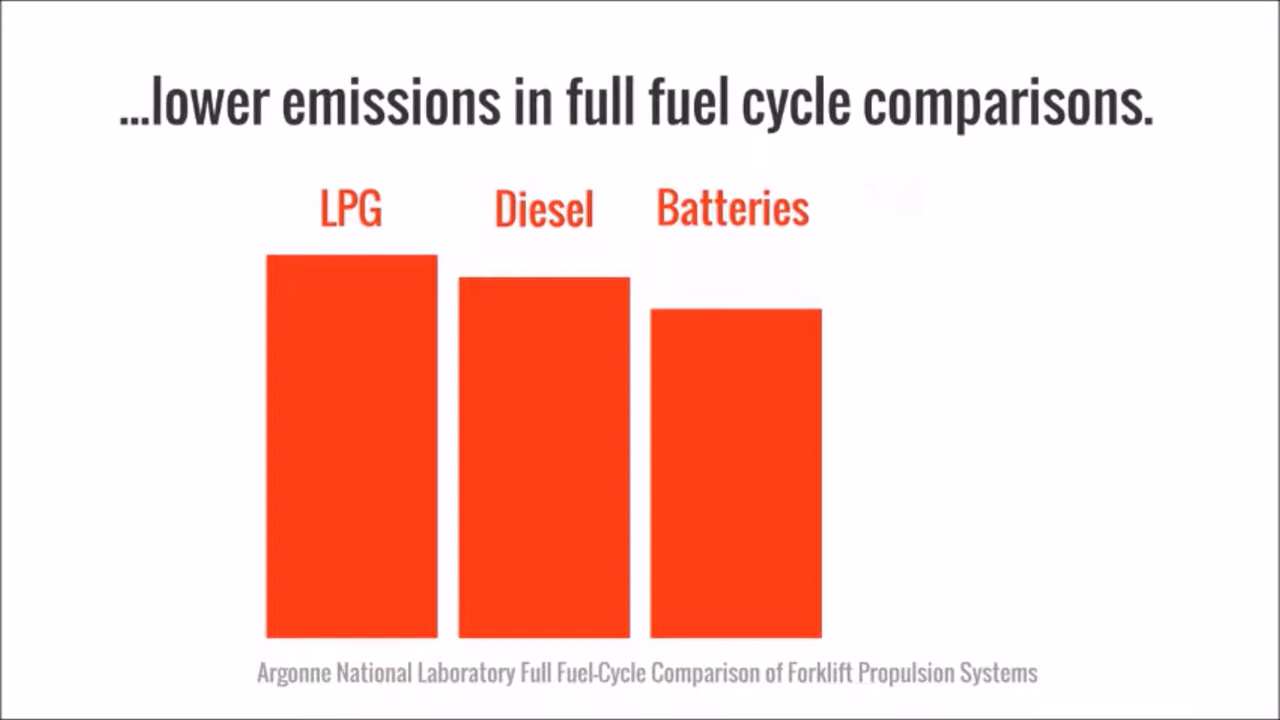 ...lower emissions in full fuel cycle comparisons.
LPG Diesel Batteries
Argonne National Laboratory Full Fuel-Cycle Comparison of Forklift Propulsion Systems